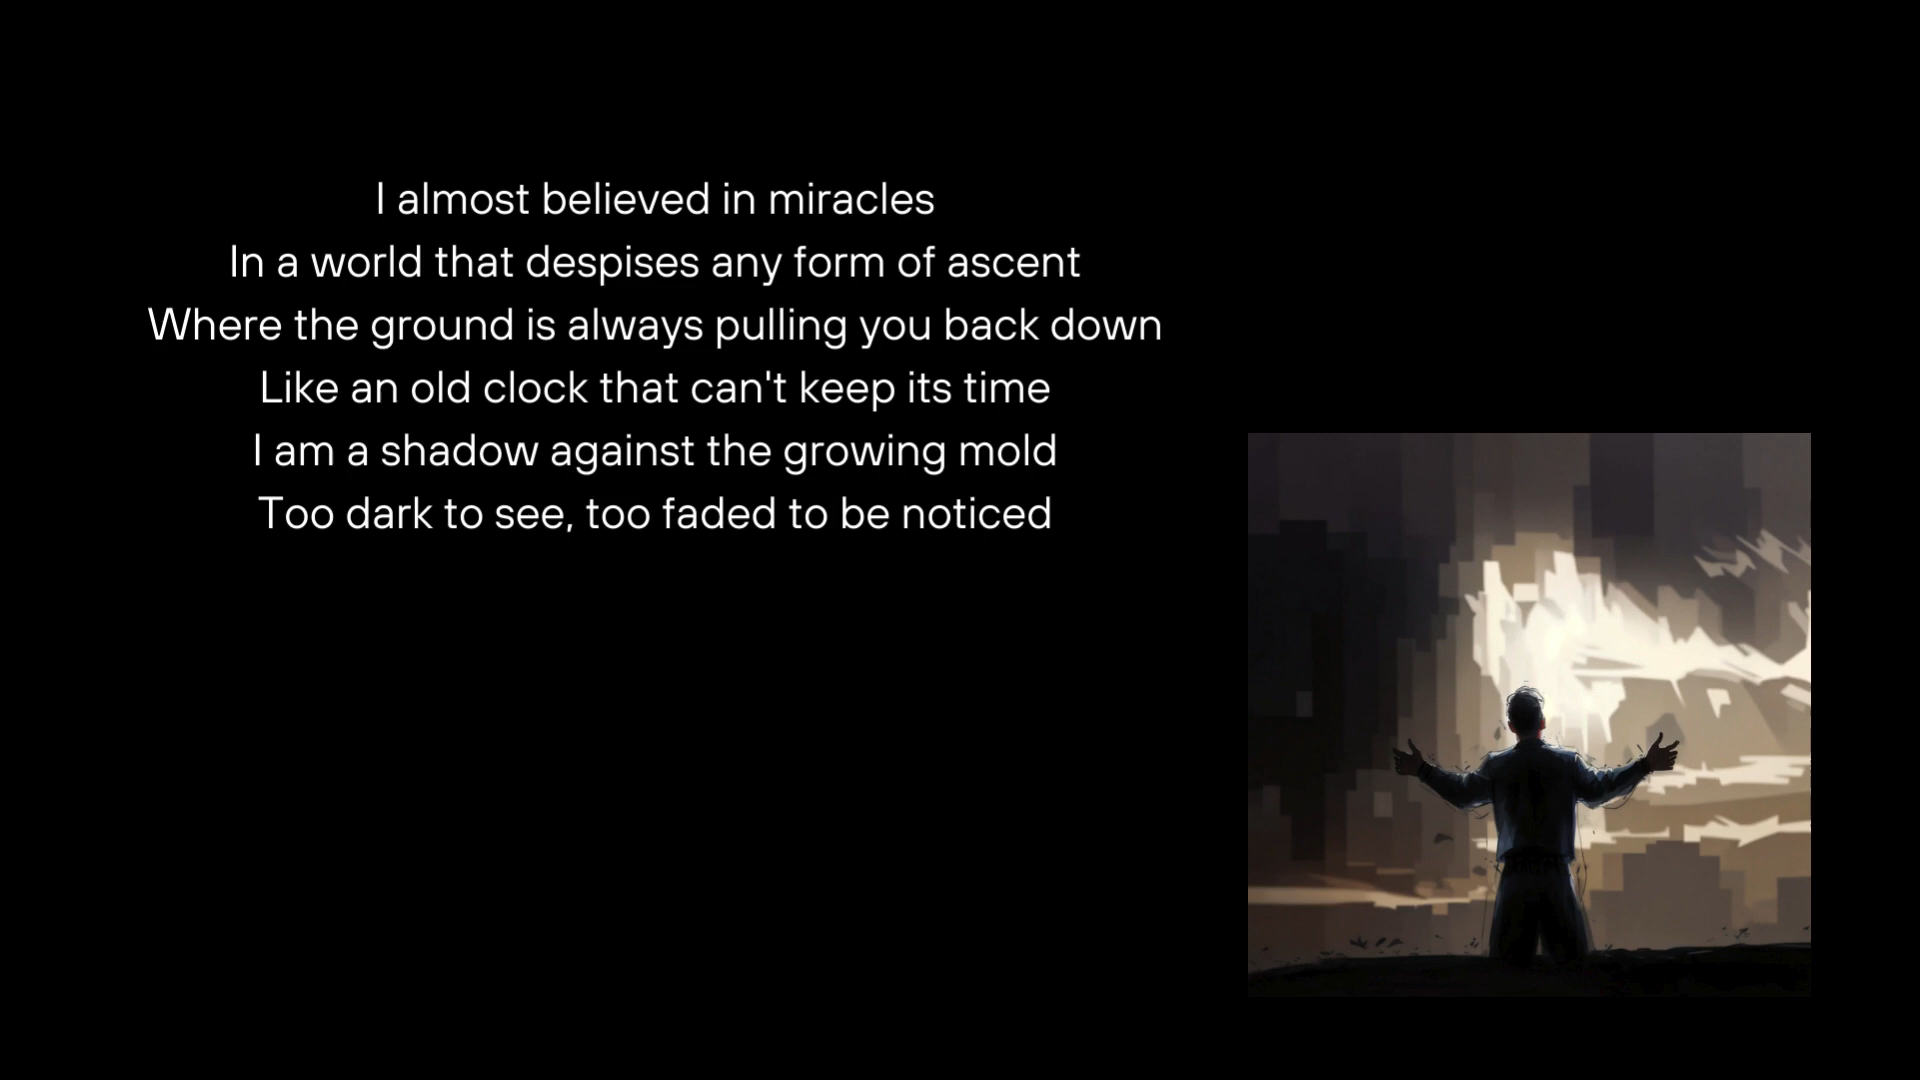 I almost believed in miracles
In a world that despises any form of ascent
Where the ground is always pulling you back down
Like an old clock that can't keep its time
I am a shadow against the growing mold
Too dark to see, too faded to be noticed